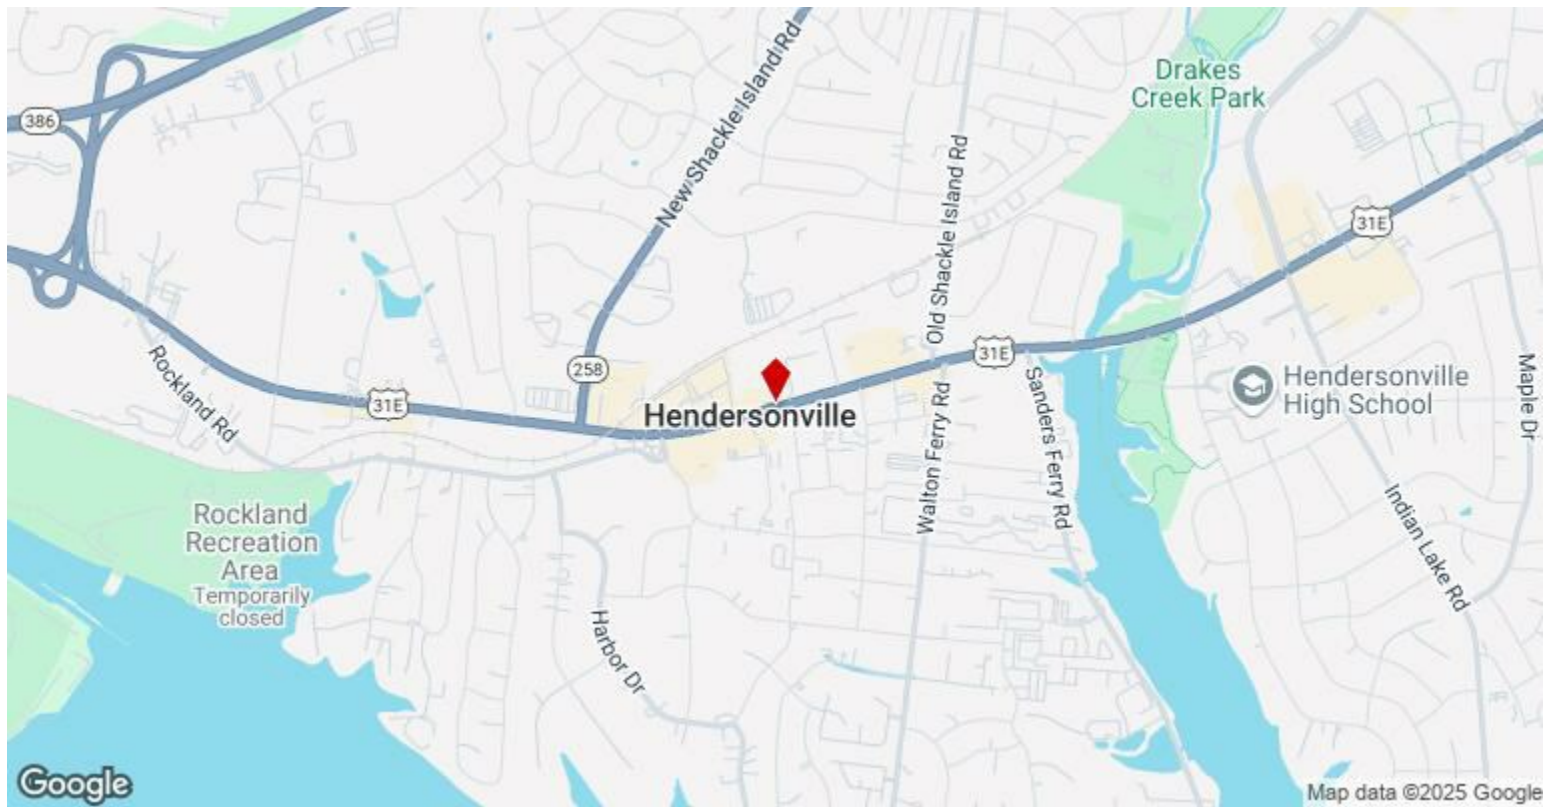 Drakes
Creek Park
386
New Shackle Island Rd
Old Shackle Island Rd
31E
258
31E
31E
Rockland Rd
Hendersonville
Walton Ferry Rd
Sanders Ferry Rd
Hendersonville
High School
Maple Dr
Indian Lake Rd
Rockland
Recreation
Area
Temporarily
closed
Harbor Dr
Google
Map data ©2025 Google